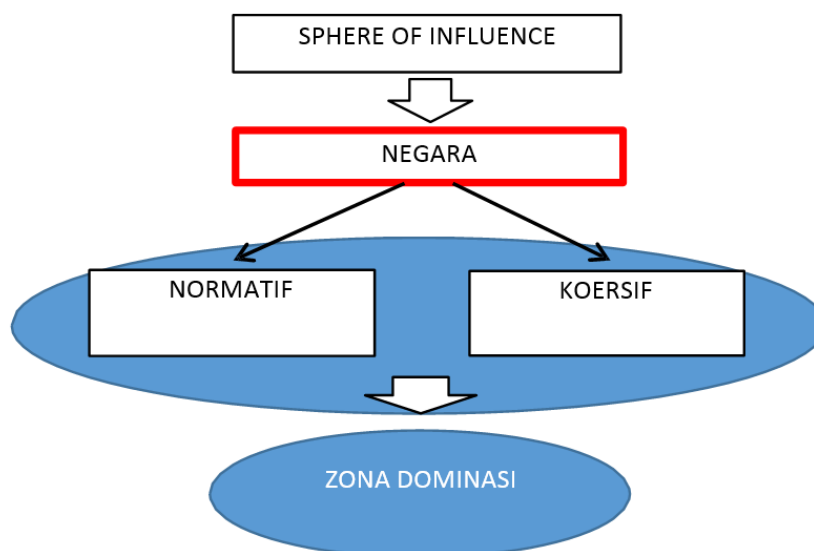 SPHERE OF INFLUENCE
NEGARA
NORMATIF
KOERSIF
ZONA DOMINASI